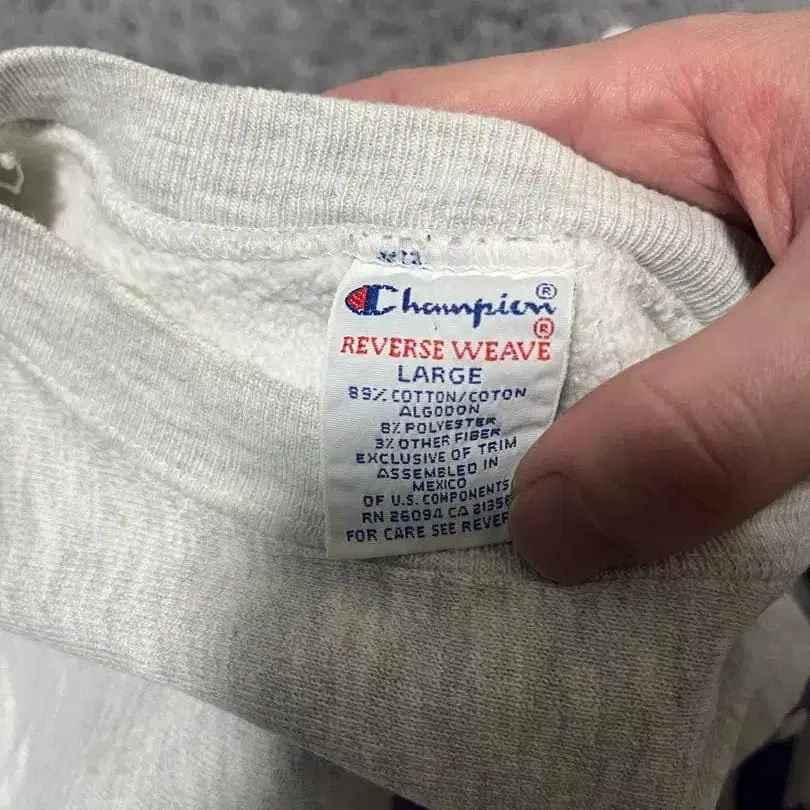 Champion®
REVERSE WEAVE®
LARGE
89% COTTON/COTON
ALGODON
8% POLYESTER
3% OTHER FIBER
EXCLUSIVE OF TRIM
ASSEMBLED IN
MEXICO
OF U.S. COMPONENTS
RN 26094 CA 21356
FOR CARE SEE REVER